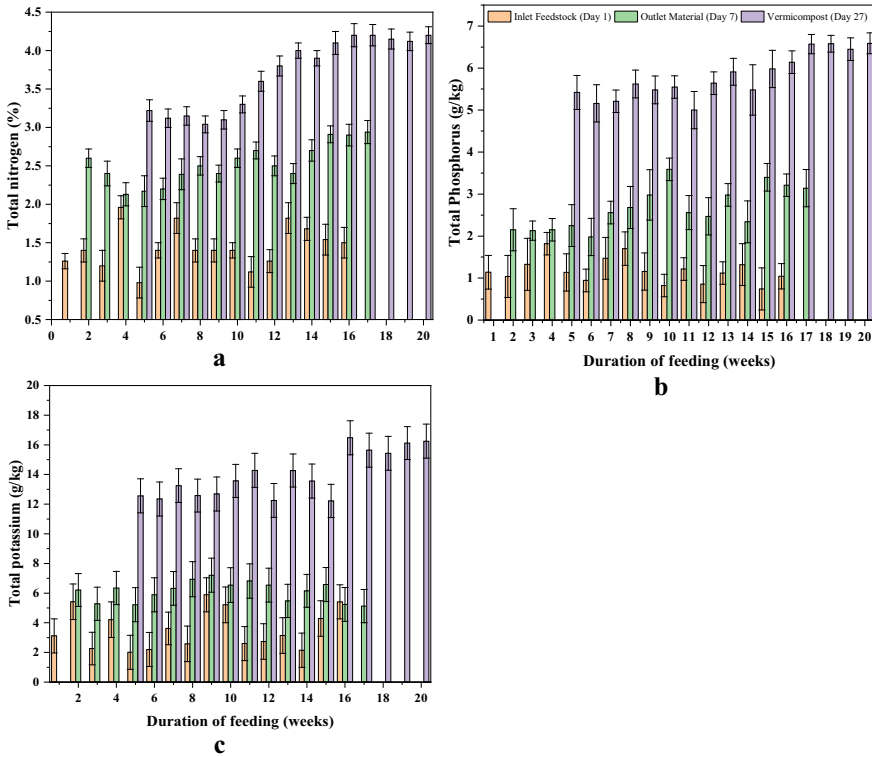 4.5
4.0
3.5
3.0
2.5
2.0
1.5
1.0
0.5
Total nitrogen (%)
0 2 4 6 8 10 12 14 16 18 20
a
Inlet Feedstock (Day 1) Outlet Material (Day 7) Vermicompost (Day 27)
7
6
5
4
3
2
1
0
Total Phosphorus (g/kg)
1 2 3 4 5 6 7 8 9 10 11 12 13 14 15 16 17 18 19 20
Duration of feeding (weeks)
b
20
18
16
14
12
10
8
6
4
2
0
Total potassium (g/kg)
2 4 6 8 10 12 14 16 18 20
Duration of feeding (weeks)
c